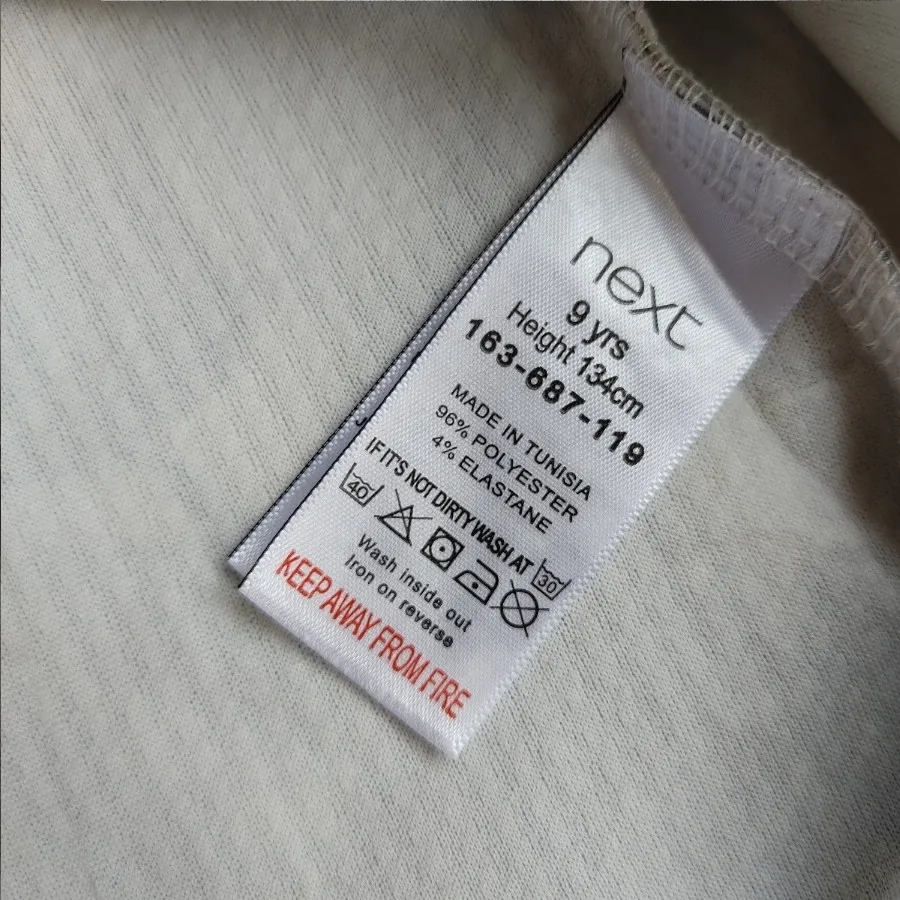 next
9 yrs
Height 134cm
163-687-119
MADE IN TUNISIA
96% POLYESTER
4% ELASTANE
IF IT'S NOT DIRTY WASH AT 30
40
Wash inside out
Iron on reverse
KEEP AWAY FROM FIRE